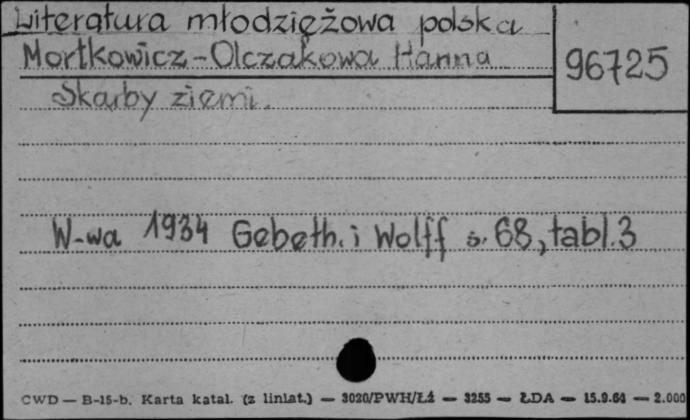 Literatura młodzieżowa polska
Mortkowicz-Olczakowa Hanna
96725
Skarby ziemi.
W-wa 1934 Gebeth. i Wolff s. 68, tabl. 3
CWD — B-15-b. Karta katal. (z liniat.) — 3020/PWH/Łź — 3255 — ŁDA — 15.9.64 — 2.000